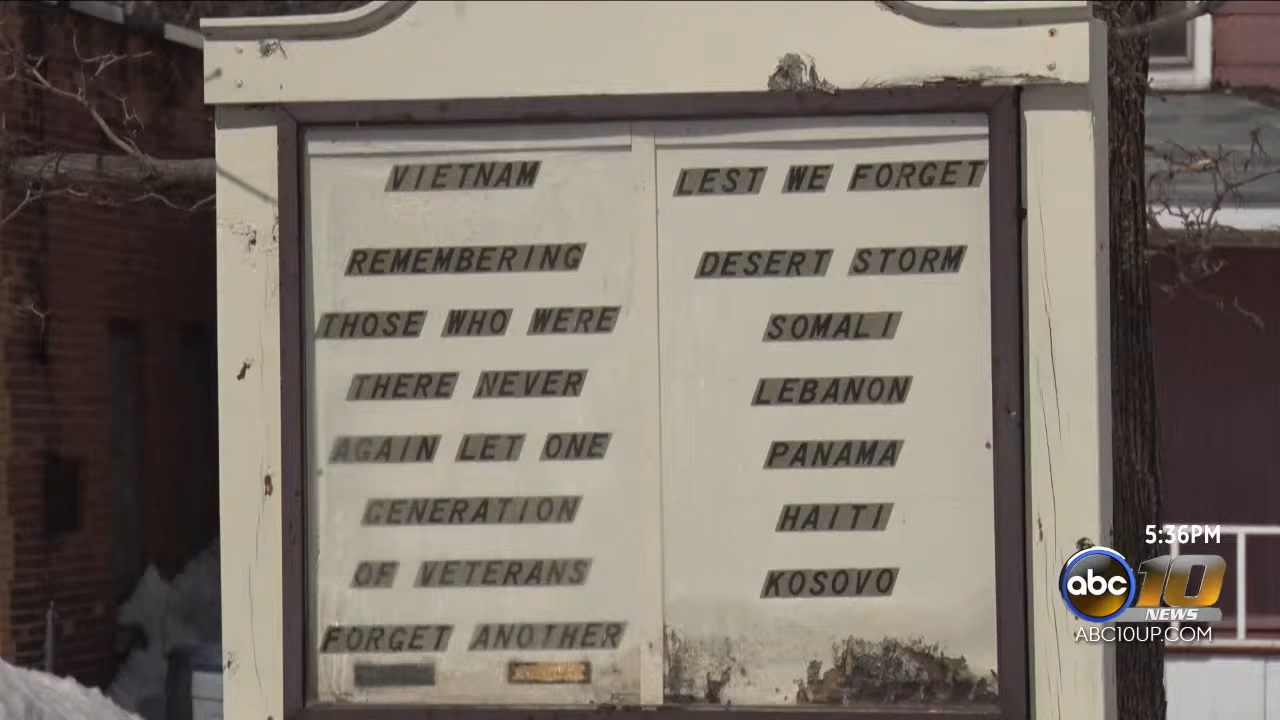 VIETNAM
REMEMBERING
THOSE WHO WERE
THERE NEVER
AGAIN LET ONE
GENERATION
OF VETERANS
FORGET ANOTHER
LEST WE FORGET
DESERT STORM
SOMALI
LEBANON
PANAMA
HAITI
KOSOVO
5:36PM
abc 10
NEWS
ABC10UP.COM